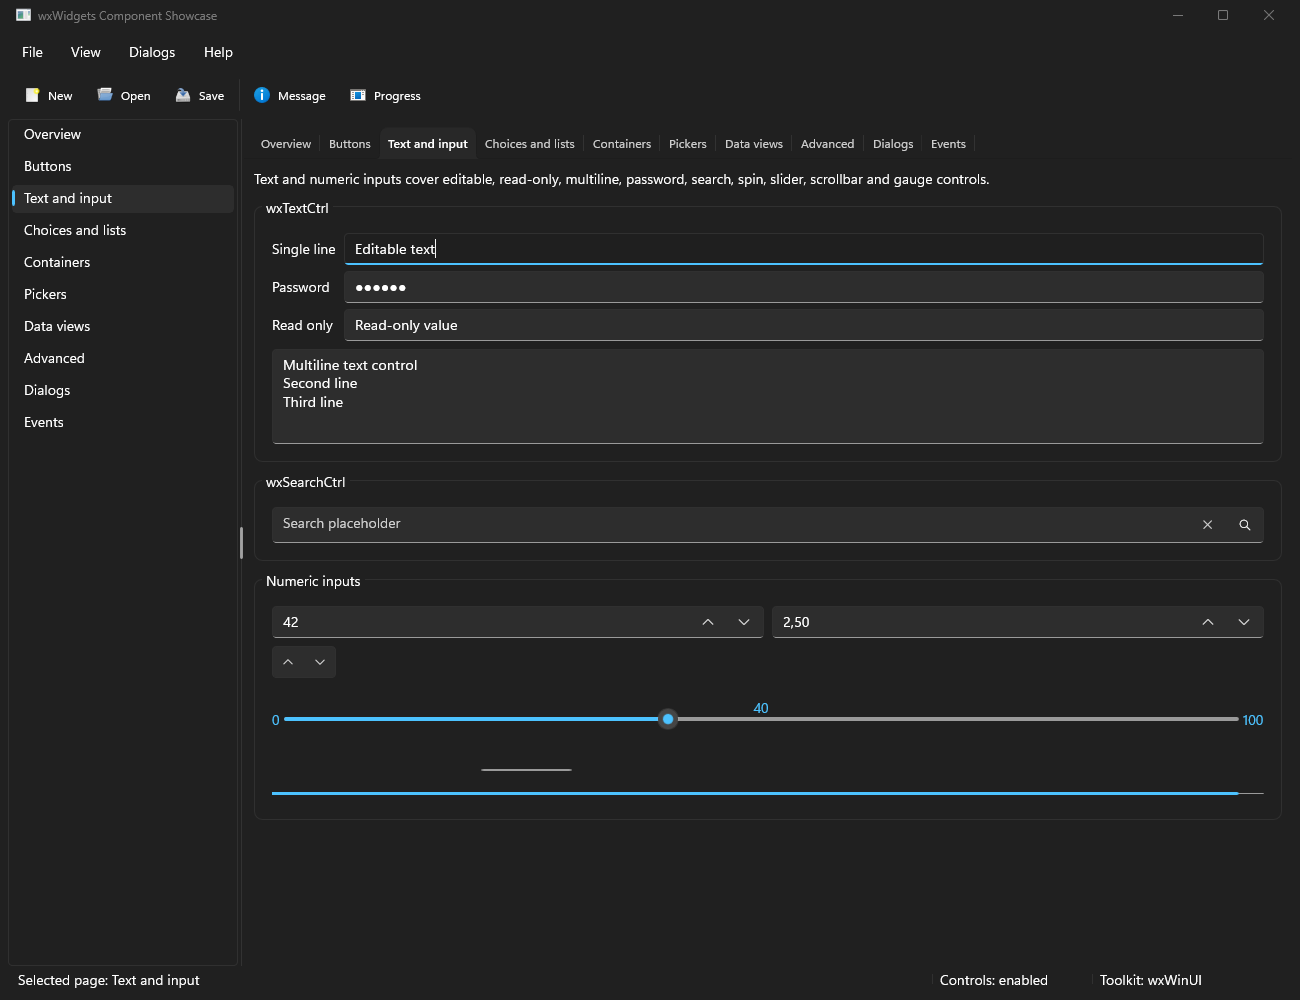 wxWidgets Component Showcase
File View Dialogs Help
New Open Save Message Progress
Overview
Buttons
Text and input
Choices and lists
Containers
Pickers
Data views
Advanced
Dialogs
Events
Overview Buttons Text and input Choices and lists Containers Pickers Data views Advanced Dialogs Events
Text and numeric inputs cover editable, read-only, multiline, password, search, spin, slider, scrollbar and gauge controls.
wxTextCtrl
Single line Editable text
Password ●●●●●●
Read only Read-only value
Multiline text control
Second line
Third line
wxSearchCtrl
Search placeholder
Numeric inputs
42 2,50
40
0 100
Selected page: Text and input Controls: enabled Toolkit: wxWinUI